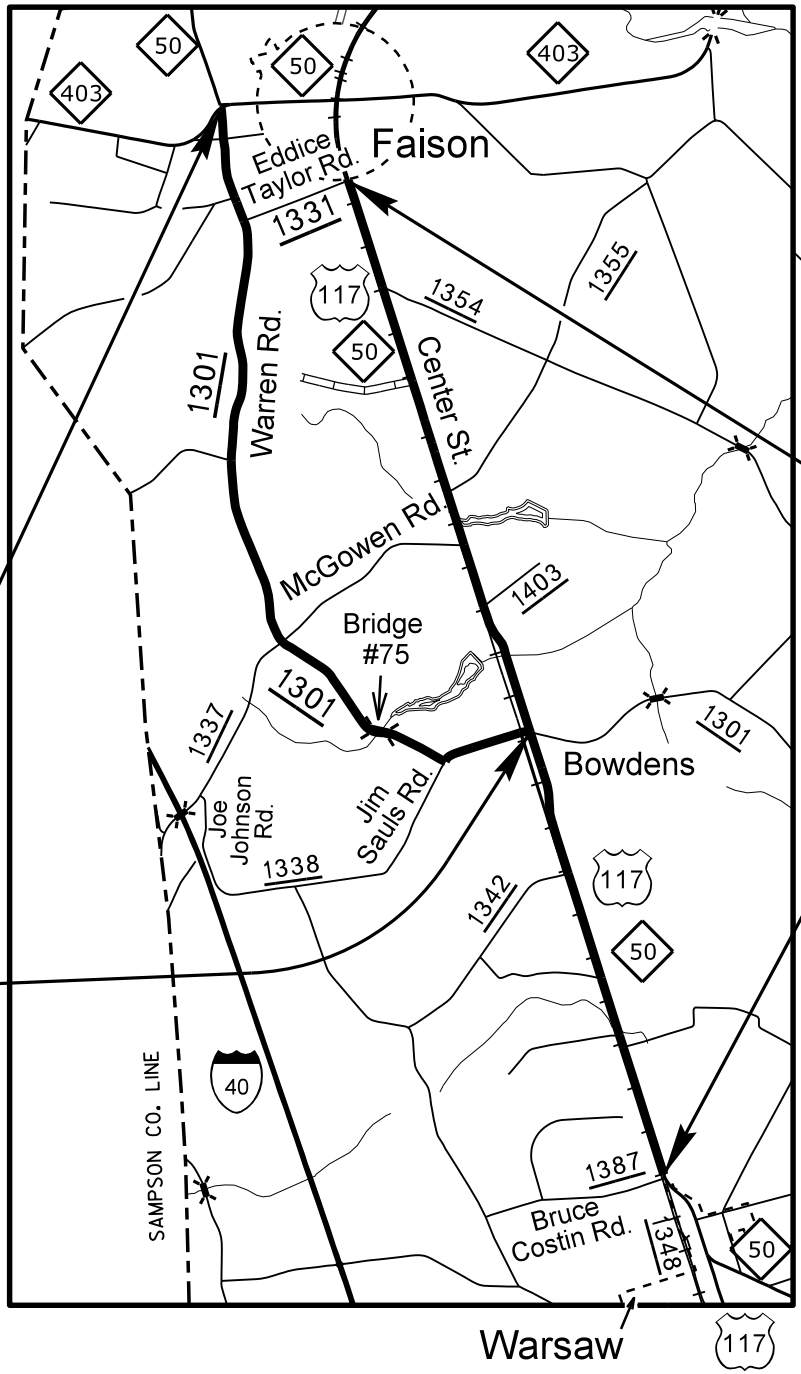 50
50
403
403
Faison
Eddice
Taylor Rd.
1331
1355
117
1354
50
Center St.
1301
Warren Rd.
McGowen Rd.
1403
Bridge
#75
1301
1337
1301
Bowdens
Joe
Johnson
Rd.
Jim
Sauls Rd.
1338
117
1342
50
40
SAMPSON CO. LINE
1387
Bruce
Costin Rd.
1348
50
Warsaw
117